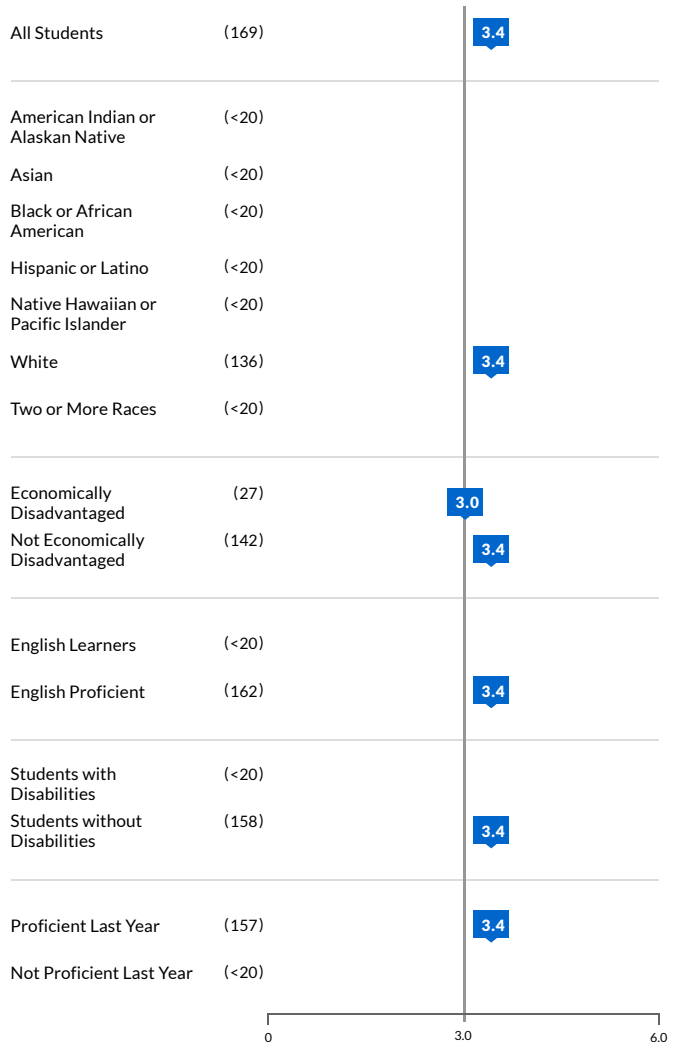 All Students (169) 3.4
American Indian or (<20)
Alaskan Native
Asian (<20)
Black or African (<20)
American
Hispanic or Latino (<20)
Native Hawaiian or (<20)
Pacific Islander
White (136) 3.4
Two or More Races (<20)
Economically (27) 3.0
Disadvantaged
Not Economically (142) 3.4
Disadvantaged
English Learners (<20)
English Proficient (162) 3.4
Students with (<20)
Disabilities
Students without (158) 3.4
Disabilities
Proficient Last Year (157) 3.4
Not Proficient Last Year (<20)
0 3.0 6.0